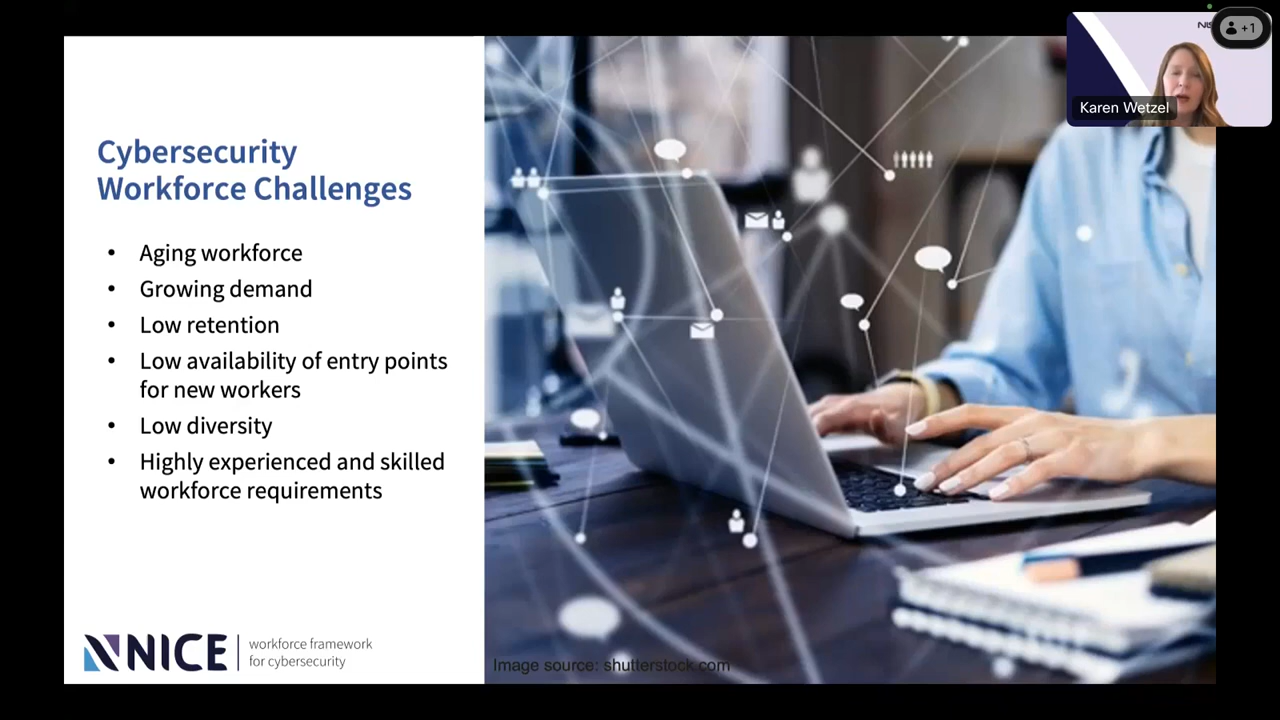 +1
Karen Wetzel
Cybersecurity
Workforce Challenges
• Aging workforce
• Growing demand
• Low retention
• Low availability of entry points
for new workers
• Low diversity
• Highly experienced and skilled
workforce requirements
NICE
workforce framework
for cybersecurity
Image source: shutterstock.com